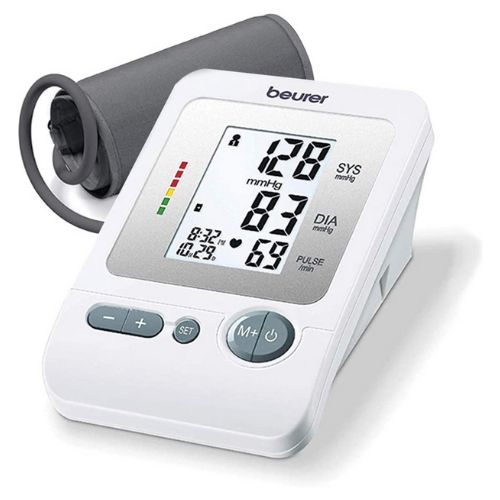 beurer
128 SYS
mmHg mmHg
83 DIA
mmHg
8:32 69 PULSE
10 29 /min
− + SET M+